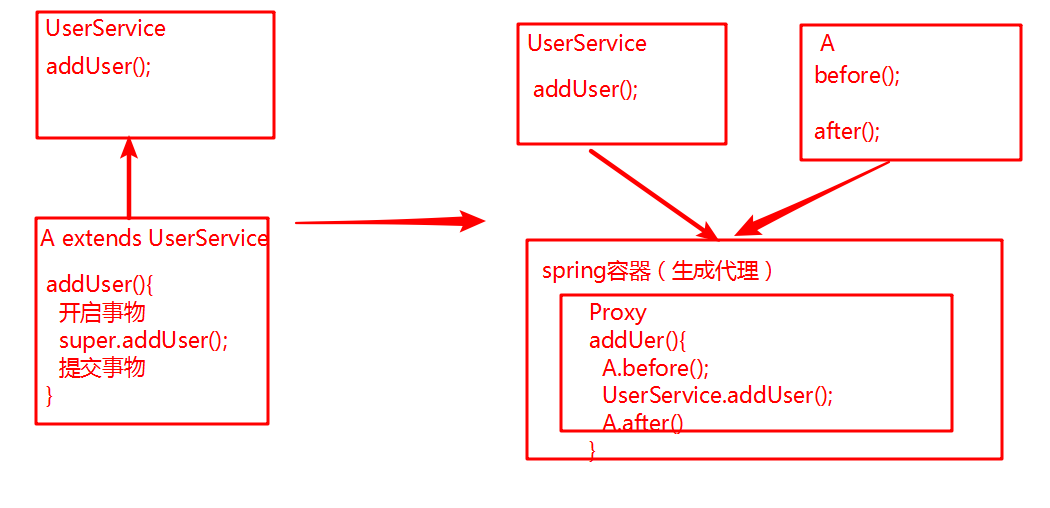 UserService
addUser();
A extends UserService
addUser(){
开启事物
super.addUser();
提交事物
}
UserService
addUser();
A
before();
after();
spring容器（生成代理）
Proxy
addUer(){
A.before();
UserService.addUser();
A.after()
}